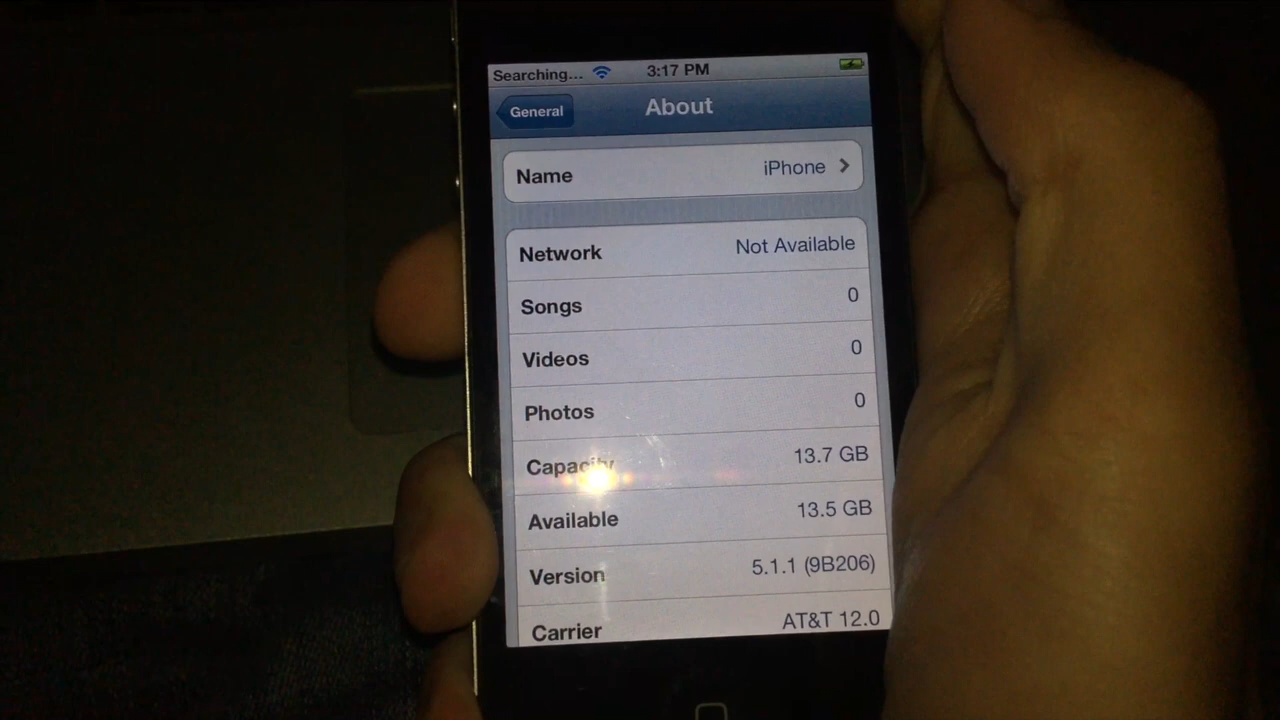 Searching... 3:17 PM
General About
Name iPhone
Network Not Available
Songs 0
Videos 0
Photos 0
Capacity 13.7 GB
Available 13.5 GB
Version 5.1.1 (9B206)
Carrier AT&T 12.0